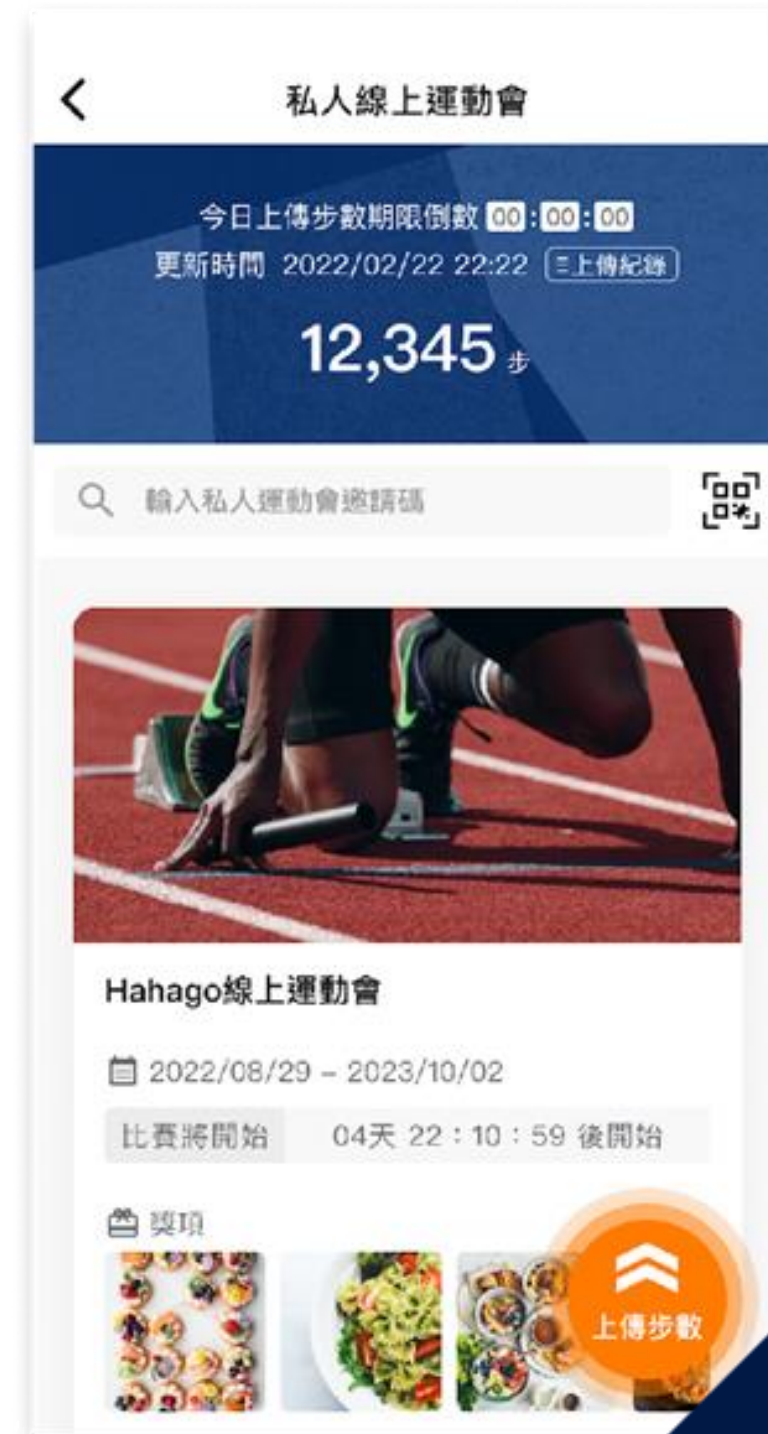 私人線上運動會
今日上傳步數期限倒數 00:00:00
更新時間 2022/02/22 22:22 上傳紀錄
12,345 步
輸入私人運動會邀請碼
Hahago線上運動會
2022/08/29 – 2023/10/02
比賽將開始 04天 22：10：59 後開始
獎項
上傳步數